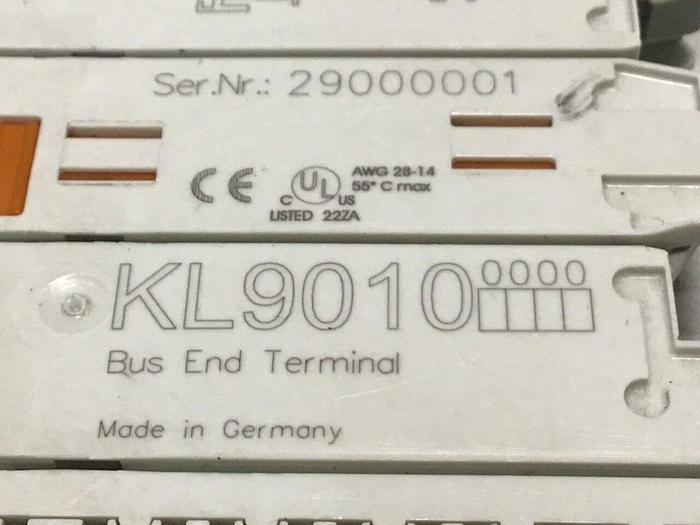 Ser.Nr.: 29000001
CE
C UL US
AWG 28-14
55° C max
LISTED 22ZA
KL9010 0000
Bus End Terminal
Made in Germany